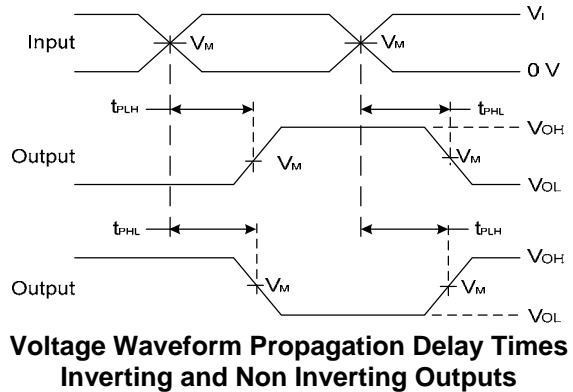 VI
Input VM VM
0 V
tPLH tPHL
VOH
Output VM VM
VOL
tPHL tPLH
VOH
Output VM VM
VOL
Voltage Waveform Propagation Delay Times
Inverting and Non Inverting Outputs